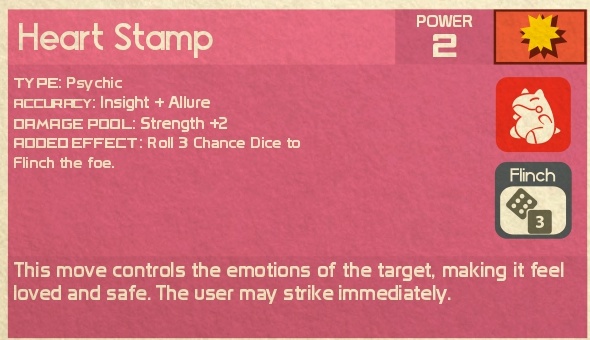 Heart Stamp
POWER
2
TYPE: Psychic
ACCURACY: Insight + Allure
DAMAGE POOL: Strength +2
ADDED EFFECT: Roll 3 Chance Dice to
Flinch the foe.
Flinch
3
This move controls the emotions of the target, making it feel
loved and safe. The user may strike immediately.